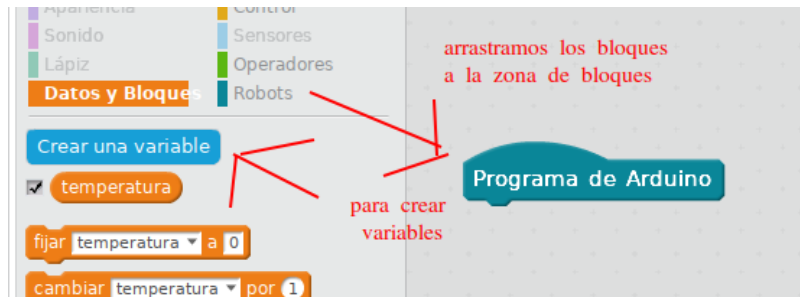 Apariencia
Control
Sonido
Sensores
Lápiz
Operadores
Datos y Bloques
Robots
arrastramos los bloques
a la zona de bloques
Crear una variable
temperatura
Programa de Arduino
para crear
variables
fijar temperatura a 0
cambiar temperatura por 1